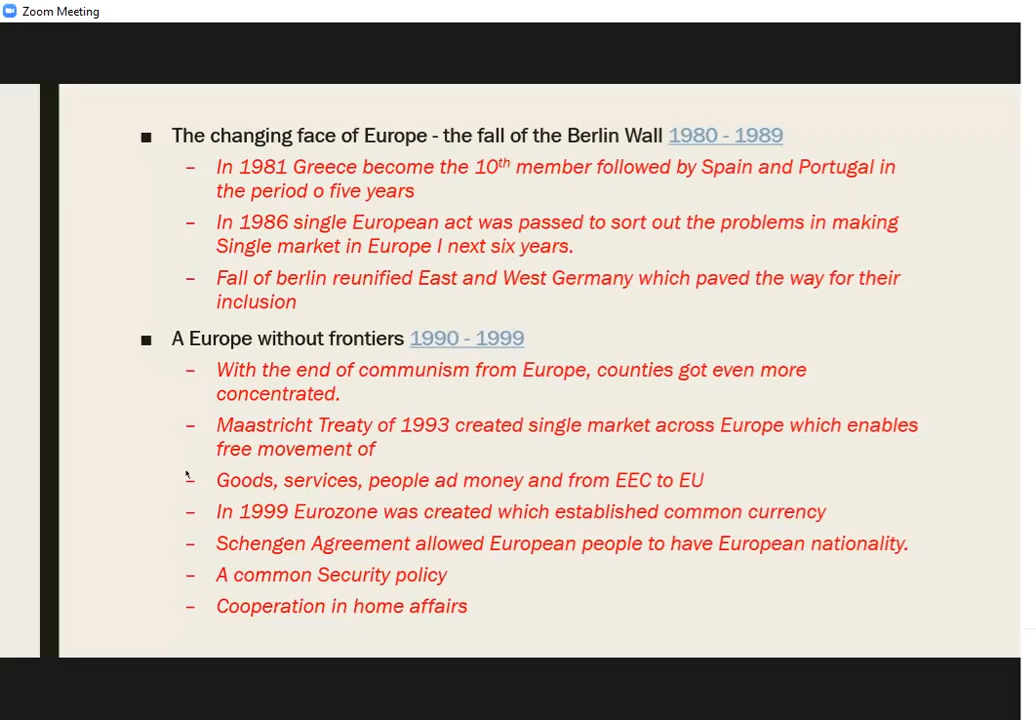 Zoom Meeting
■ The changing face of Europe - the fall of the Berlin Wall 1980 - 1989
– In 1981 Greece become the 10th member followed by Spain and Portugal in
the period o five years
– In 1986 single European act was passed to sort out the problems in making
Single market in Europe I next six years.
– Fall of berlin reunified East and West Germany which paved the way for their
inclusion
■ A Europe without frontiers 1990 - 1999
– With the end of communism from Europe, counties got even more
concentrated.
– Maastricht Treaty of 1993 created single market across Europe which enables
free movement of
– Goods, services, people ad money and from EEC to EU
– In 1999 Eurozone was created which established common currency
– Schengen Agreement allowed European people to have European nationality.
– A common Security policy
– Cooperation in home affairs